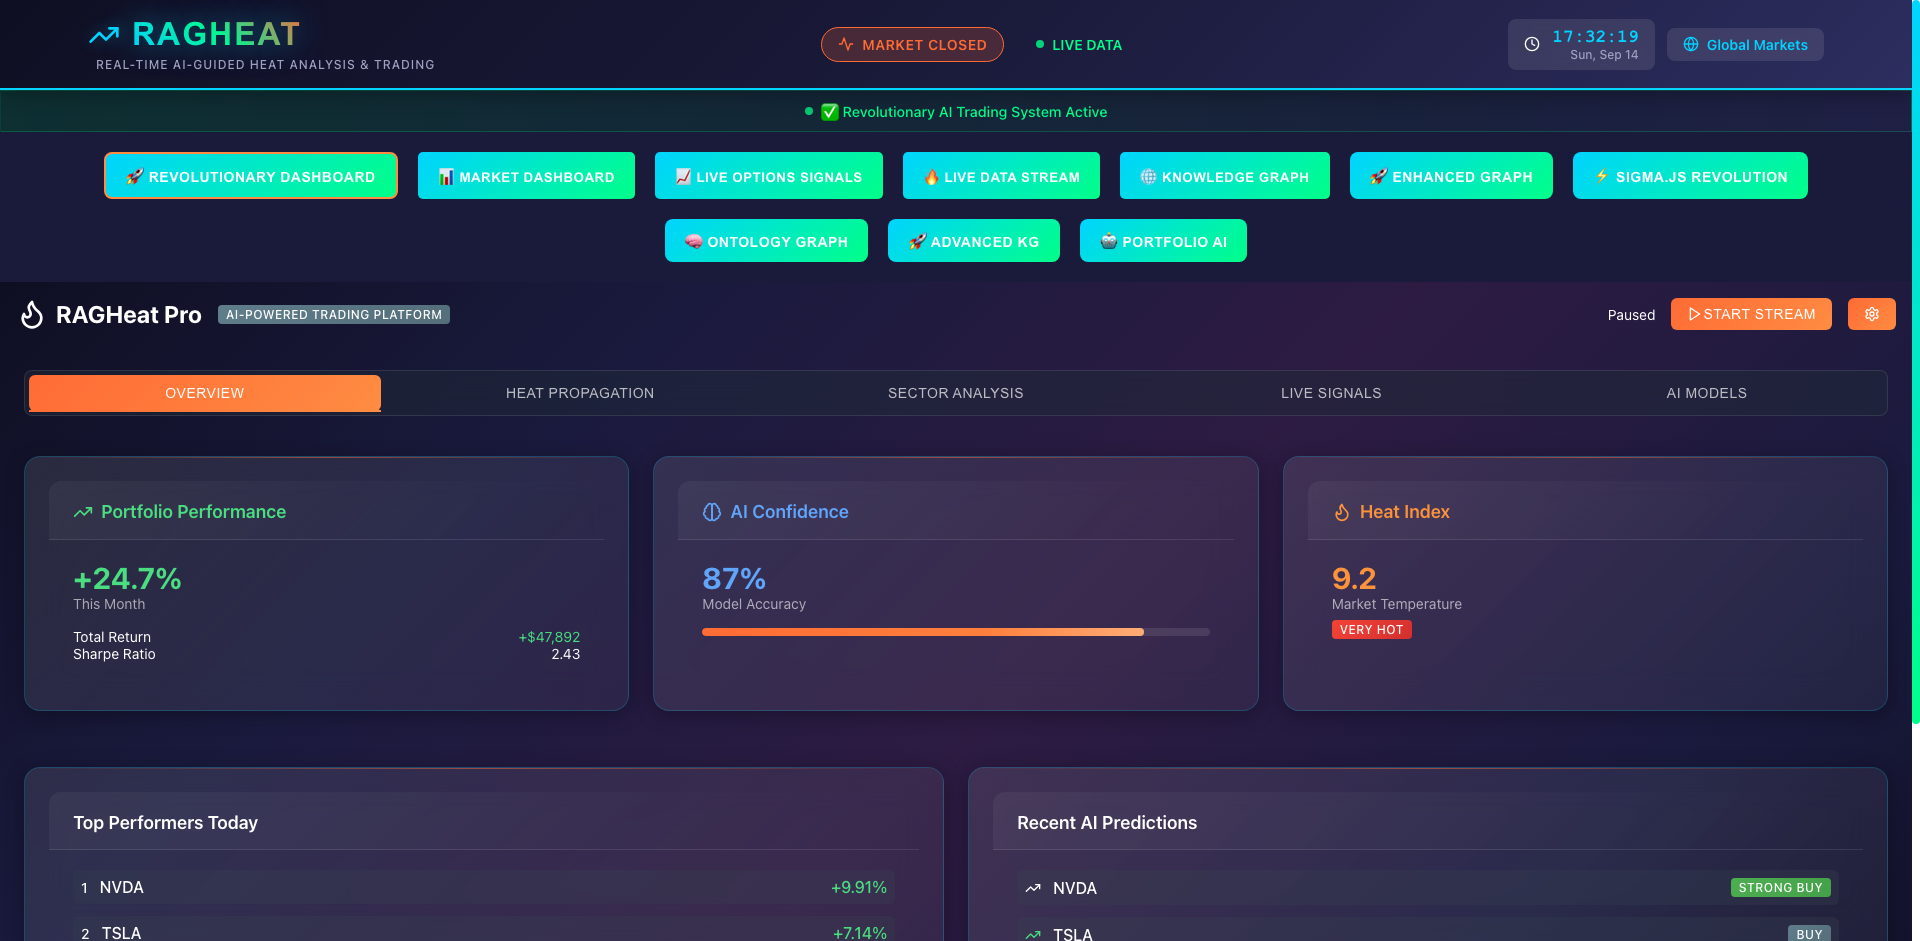 RAGHEAT
REAL-TIME AI-GUIDED HEAT ANALYSIS & TRADING
MARKET CLOSED
LIVE DATA
17:32:19
Sun, Sep 14
Global Markets
✅ Revolutionary AI Trading System Active
🚀 REVOLUTIONARY DASHBOARD
📊 MARKET DASHBOARD
📈 LIVE OPTIONS SIGNALS
🔥 LIVE DATA STREAM
🌐 KNOWLEDGE GRAPH
🚀 ENHANCED GRAPH
⚡ SIGMA.JS REVOLUTION
🧠 ONTOLOGY GRAPH
🚀 ADVANCED KG
🤖 PORTFOLIO AI
RAGHeat Pro
AI-POWERED TRADING PLATFORM
Paused
START STREAM
OVERVIEW
HEAT PROPAGATION
SECTOR ANALYSIS
LIVE SIGNALS
AI MODELS
Portfolio Performance
+24.7%
This Month
Total Return +$47,892
Sharpe Ratio 2.43
AI Confidence
87%
Model Accuracy
Heat Index
9.2
Market Temperature
VERY HOT
Top Performers Today
1 NVDA +9.91%
2 TSLA +7.14%
Recent AI Predictions
NVDA STRONG BUY
TSLA BUY